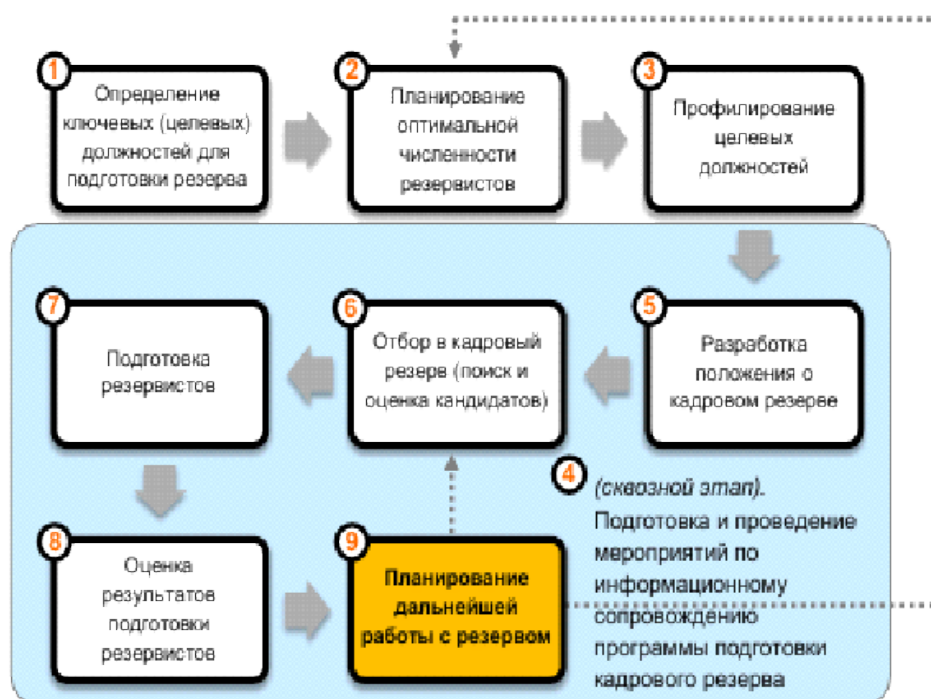 1
Определение
ключевых (целевых)
должностей для
подготовки резерва
2
Планирование
оптимальной
численности
резервистов
3
Профилирование
целевых
должностей
4
(сквозной этап).
Подготовка и проведение
мероприятий по
информационному
сопровождению
программы подготовки
кадрового резерва
5
Разработка
положения о
кадровом резерве
6
Отбор в кадровый
резерв (поиск и
оценка кандидатов)
7
Подготовка
резервистов
8
Оценка
результатов
подготовки
резервистов
9
Планирование
дальнейшей
работы с резервом